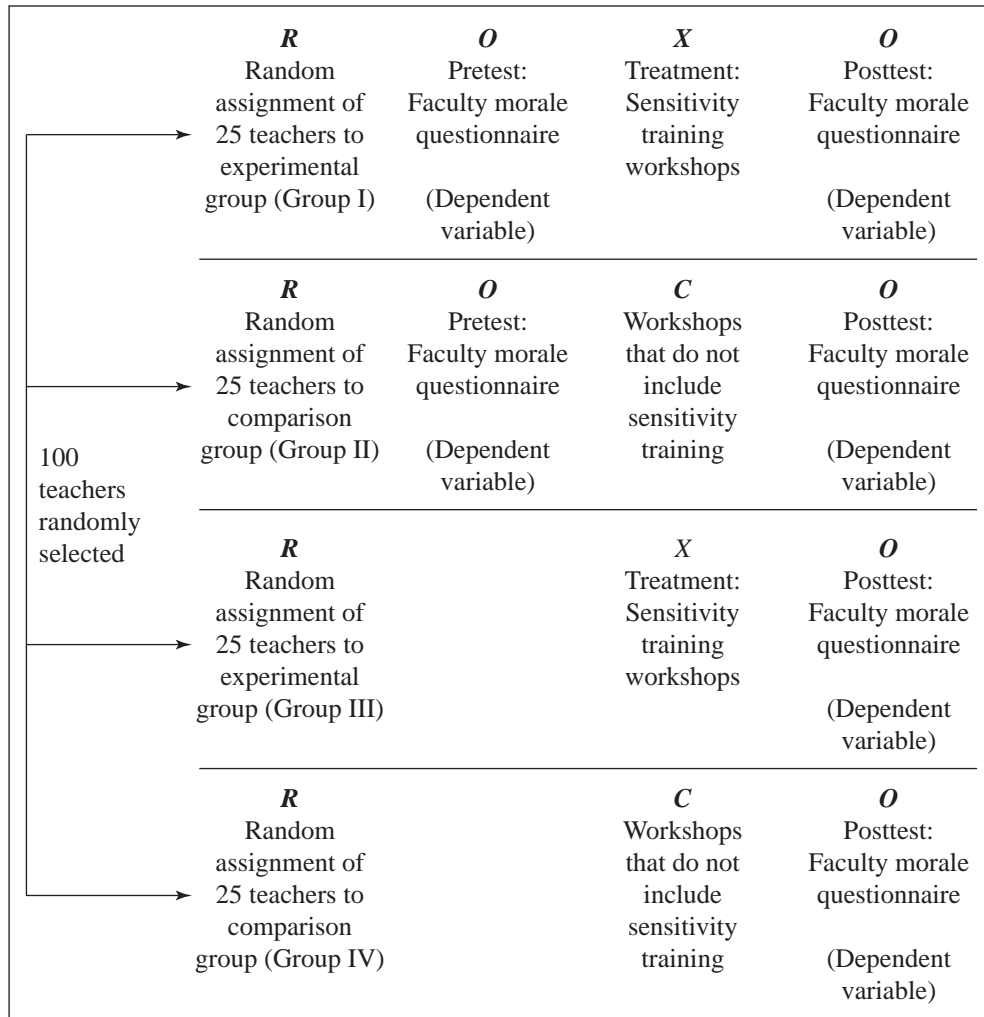 R
Random
assignment of
25 teachers to
experimental
group (Group I)
O
Pretest:
Faculty morale
questionnaire
(Dependent
variable)
X
Treatment:
Sensitivity
training
workshops
O
Posttest:
Faculty morale
questionnaire
(Dependent
variable)
R
Random
assignment of
25 teachers to
comparison
group (Group II)
O
Pretest:
Faculty morale
questionnaire
(Dependent
variable)
C
Workshops
that do not
include
sensitivity
training
O
Posttest:
Faculty morale
questionnaire
(Dependent
variable)
100
teachers
randomly
selected
R
Random
assignment of
25 teachers to
experimental
group (Group III)
X
Treatment:
Sensitivity
training
workshops
O
Posttest:
Faculty morale
questionnaire
(Dependent
variable)
R
Random
assignment of
25 teachers to
comparison
group (Group IV)
C
Workshops
that do not
include
sensitivity
training
O
Posttest:
Faculty morale
questionnaire
(Dependent
variable)